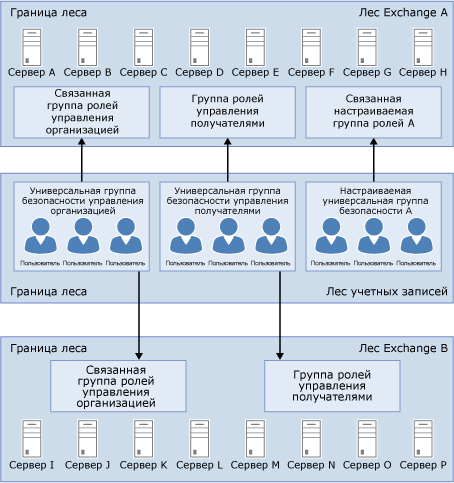 Граница леса
Лес Exchange A
Сервер A Сервер B Сервер C Сервер D Сервер E Сервер F Сервер G Сервер H
Связанная
группа ролей
управления
организацией
Группа ролей
управления
получателями
Связанная
настраиваемая
группа ролей A
Универсальная группа
безопасности управления
организацией
Пользователь Пользователь Пользователь
Универсальная группа
безопасности управления
получателями
Пользователь Пользователь Пользователь
Настраиваемая
универсальная группа
безопасности A
Пользователь Пользователь Пользователь
Граница леса
Лес учетных записей
Граница леса
Лес Exchange B
Связанная
группа ролей
управления
организацией
Группа ролей
управления
получателями
Сервер I Сервер J Сервер K Сервер L Сервер M Сервер N Сервер O Сервер P